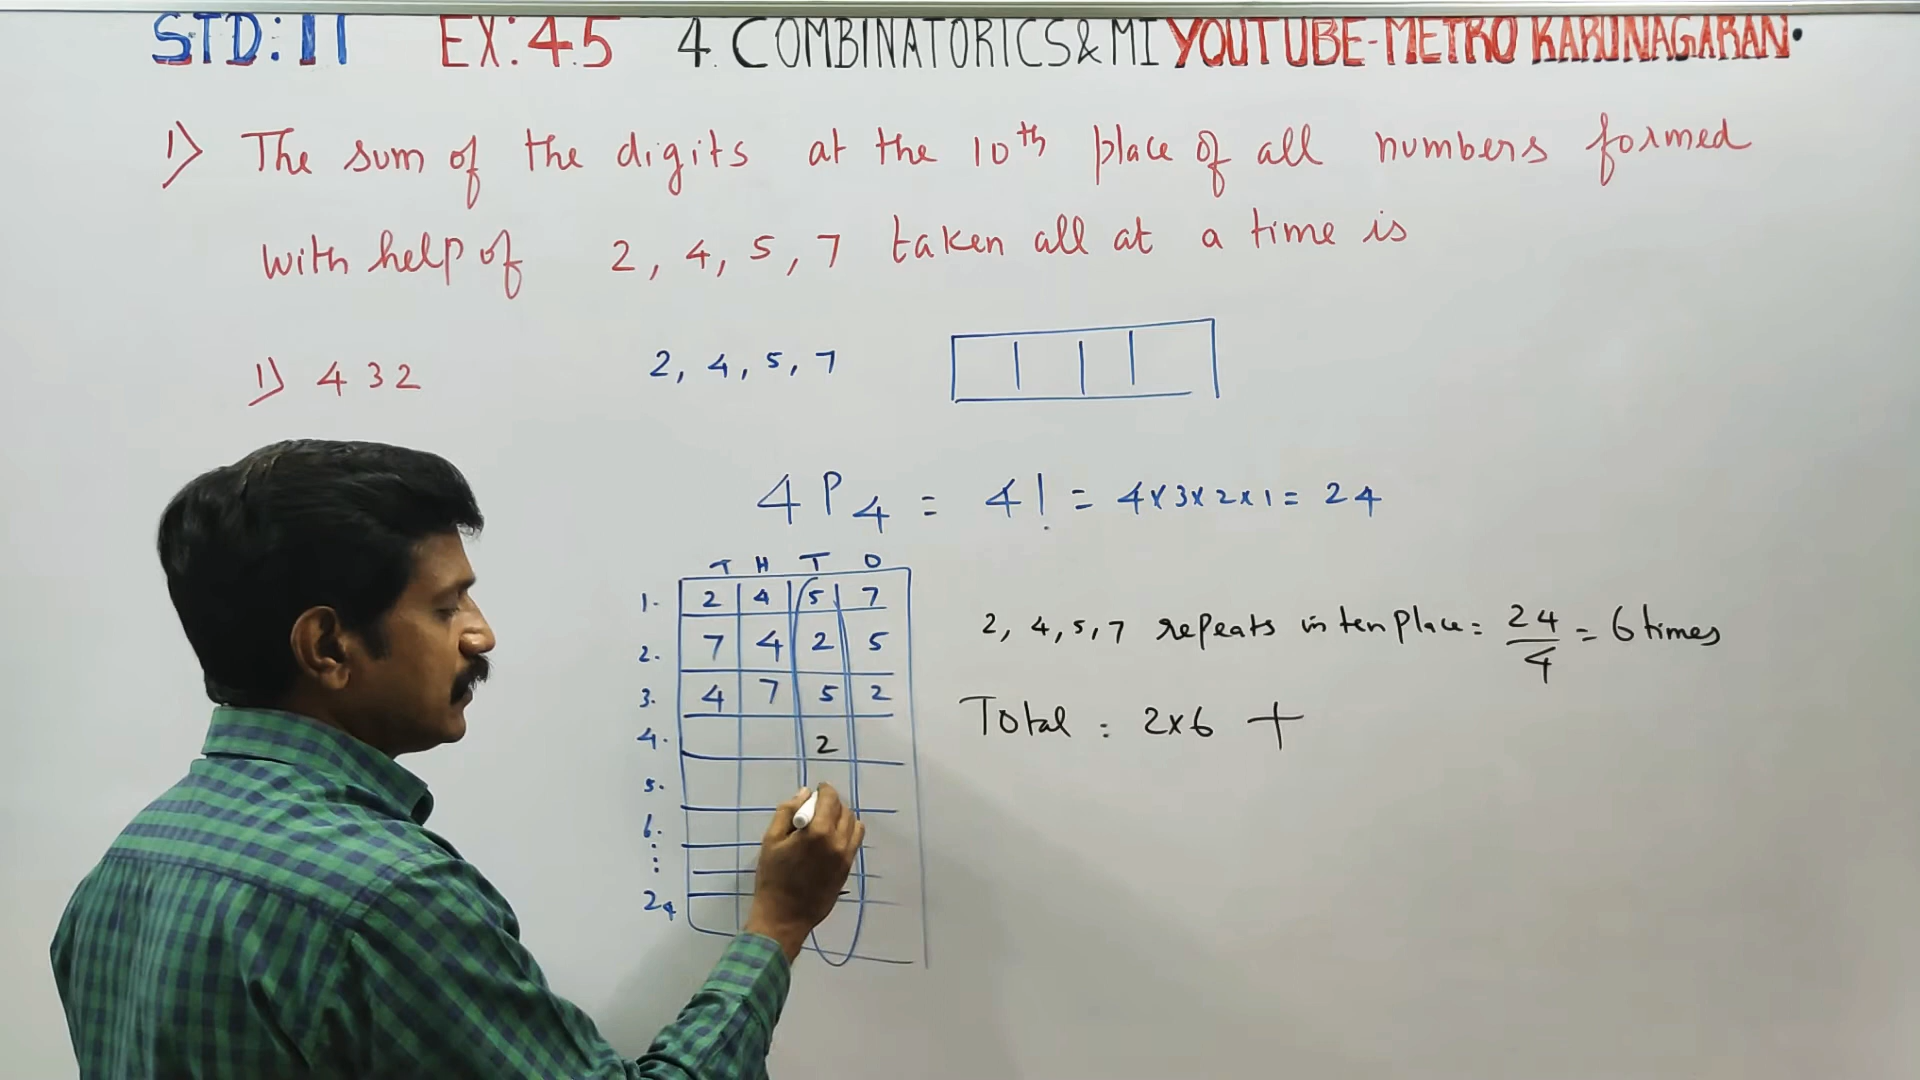 STD: 11 EX: 4.5 4. COMBINATORICS & MI YOUTUBE-METRO KARUNAGARAN.
1) The sum of the digits at the 10th place of all numbers formed
with help of 2, 4, 5, 7 taken all at a time is
1) 432
2, 4, 5, 7
4P4 = 4! = 4x3x2x1 = 24
T H T O
1. 2 4 5 7
2. 7 4 2 5
3. 4 7 5 2
4. 2
5.
6.
24
2, 4, 5, 7 repeats in ten place = 24/4 = 6 times
Total : 2x6 +